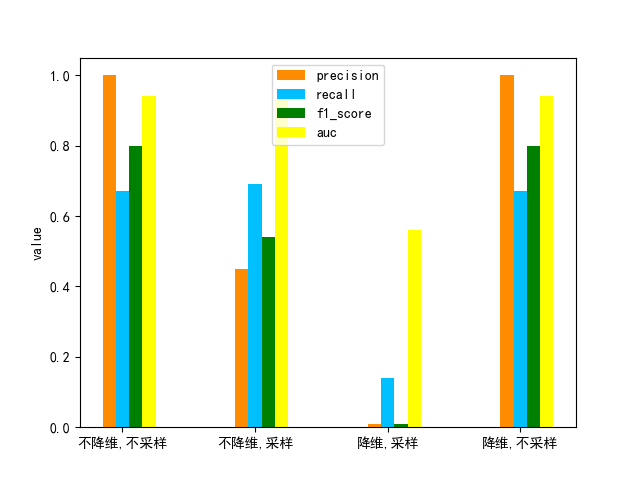 precision
recall
f1_score
auc
value
1.0
0.8
0.6
0.4
0.2
0.0
不降维,不采样
不降维,采样
降维,采样
降维,不采样